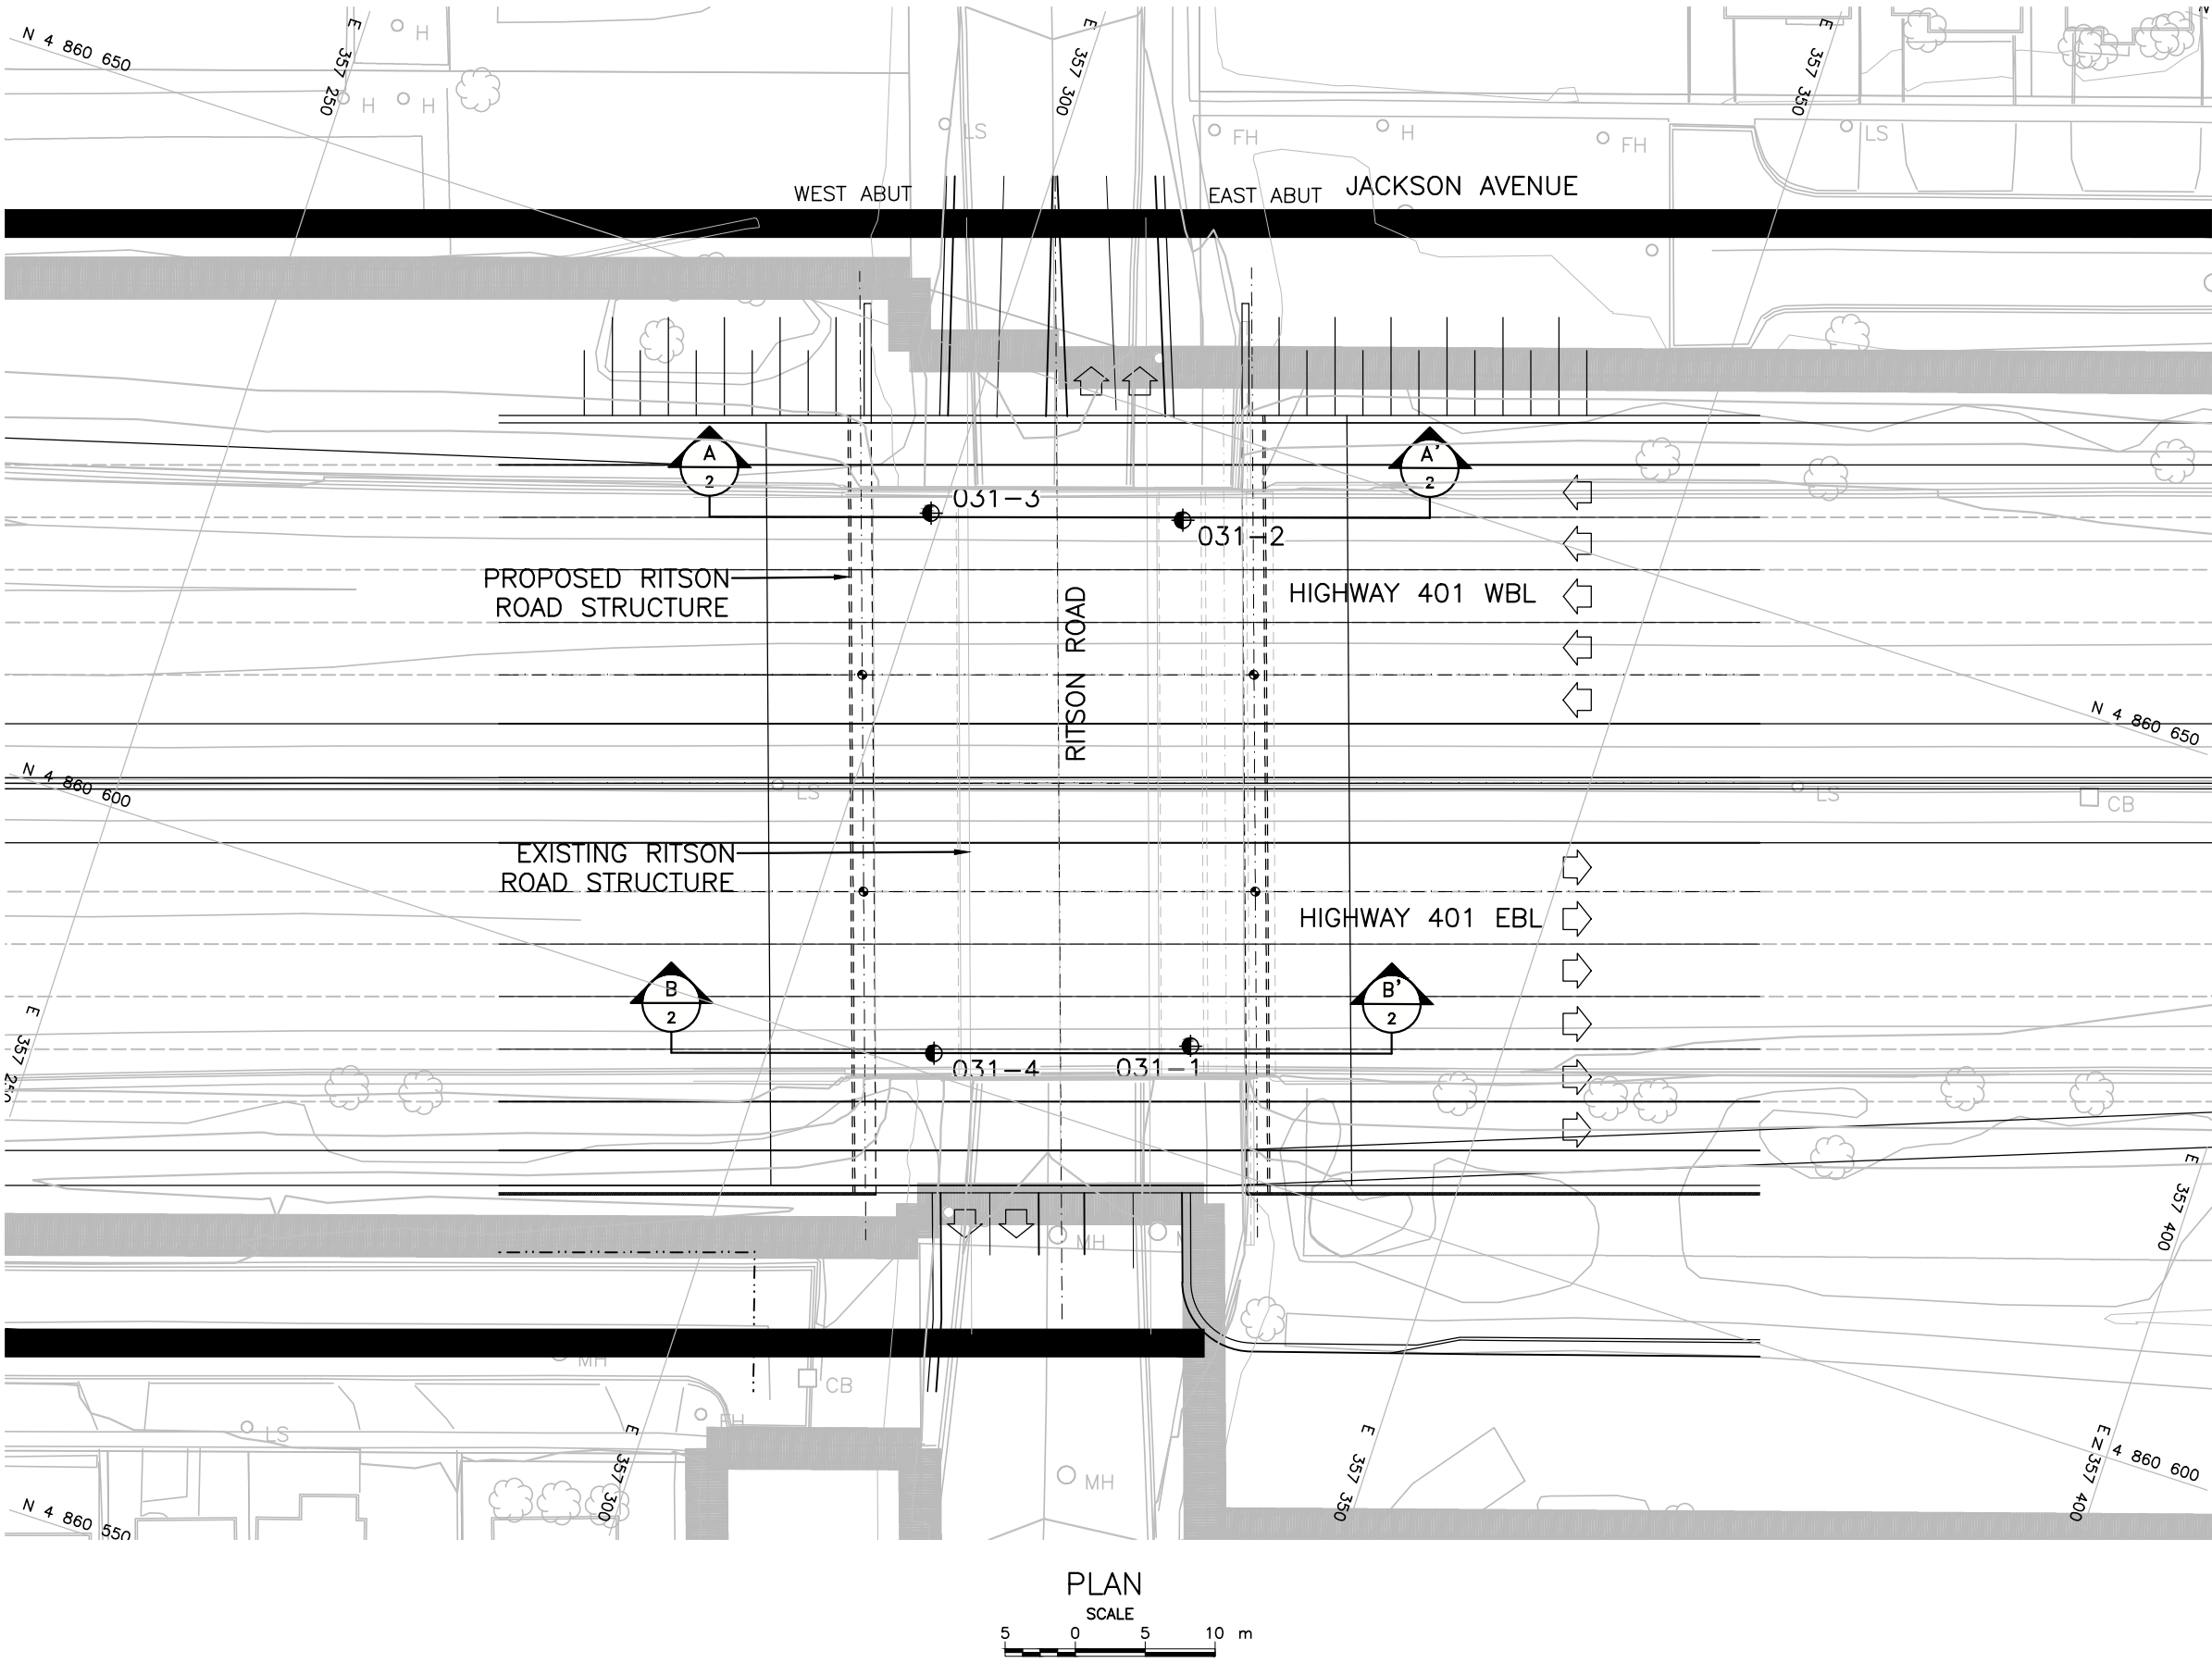 N 4 860 650
E 357 250
H
H
H
E 357 300
LS
FH
H
FH
E 357 350
LS
WEST ABUT
EAST ABUT
JACKSON AVENUE
A
2
A'
2
031-3
031-2
PROPOSED RITSON
ROAD STRUCTURE
RITSON ROAD
HIGHWAY 401 WBL
N 4 860 650
N 4 860 600
LS
LS
CB
EXISTING RITSON
ROAD STRUCTURE
HIGHWAY 401 EBL
B
2
B'
2
E 357 250
031-4
031-1
E 357 400
MH
MH
CB
FH
LS
MH
E 357 300
E 357 350
E 357 400
N 4 860 600
N 4 860 550
PLAN
SCALE
5 0 5 10 m